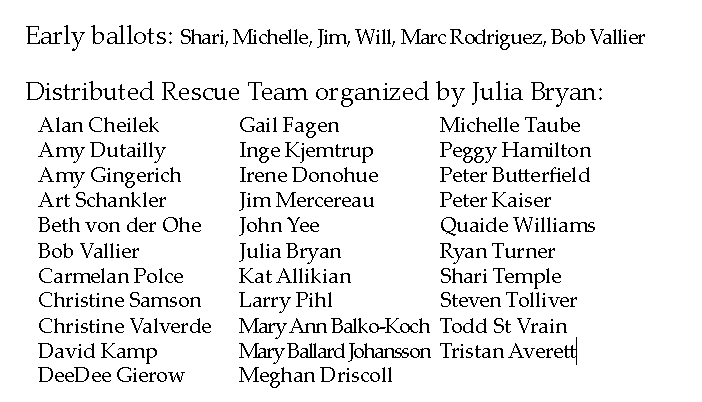 Early ballots: Shari, Michelle, Jim, Will, Marc Rodriguez, Bob Vallier
Distributed Rescue Team organized by Julia Bryan:
Alan Cheilek
Amy Dutailly
Amy Gingerich
Art Schankler
Beth von der Ohe
Bob Vallier
Carmelan Polce
Christine Samson
Christine Valverde
David Kamp
DeeDee Gierow
Gail Fagen
Inge Kjemtrup
Irene Donohue
Jim Mercereau
John Yee
Julia Bryan
Kat Allikian
Larry Pihl
Mary Ann Balko-Koch
Mary Ballard Johansson
Meghan Driscoll
Michelle Taube
Peggy Hamilton
Peter Butterfield
Peter Kaiser
Quaide Williams
Ryan Turner
Shari Temple
Steven Tolliver
Todd St Vrain
Tristan Averett